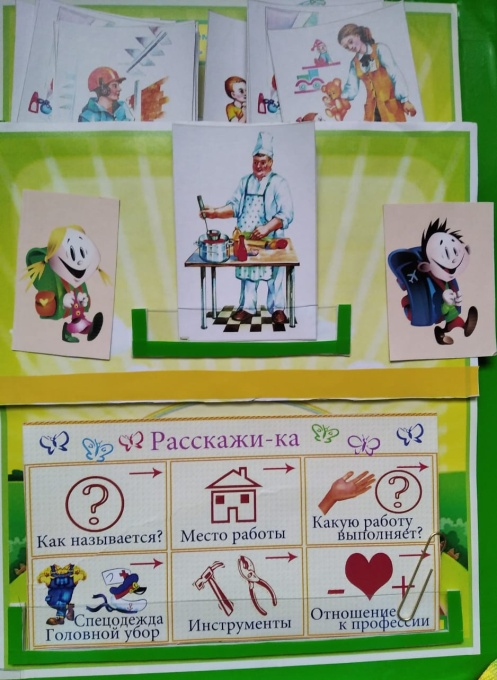 Расскажи-ка
Как называется?
Место работы
Какую работу
выполняет?
Спецодежда
Головной убор
Инструменты
Отношение
к профессии